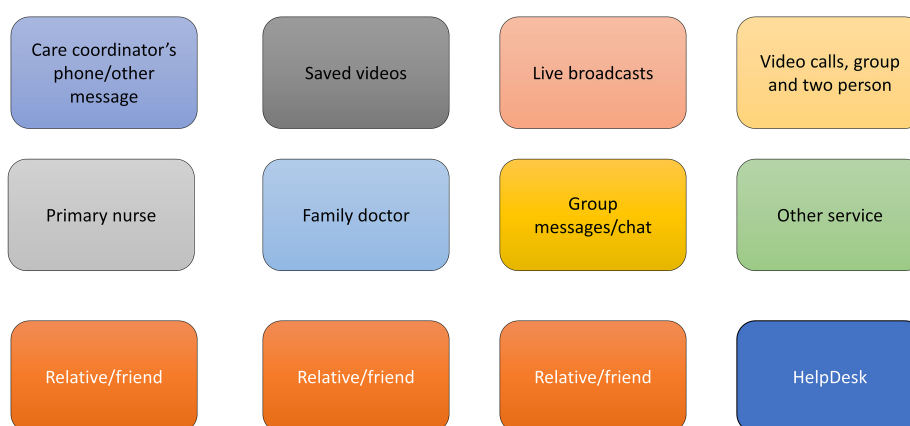 Care coordinator’s
phone/other
message
Saved videos
Live broadcasts
Video calls, group
and two person
Primary nurse
Family doctor
Group
messages/chat
Other service
Relative/friend
Relative/friend
Relative/friend
HelpDesk